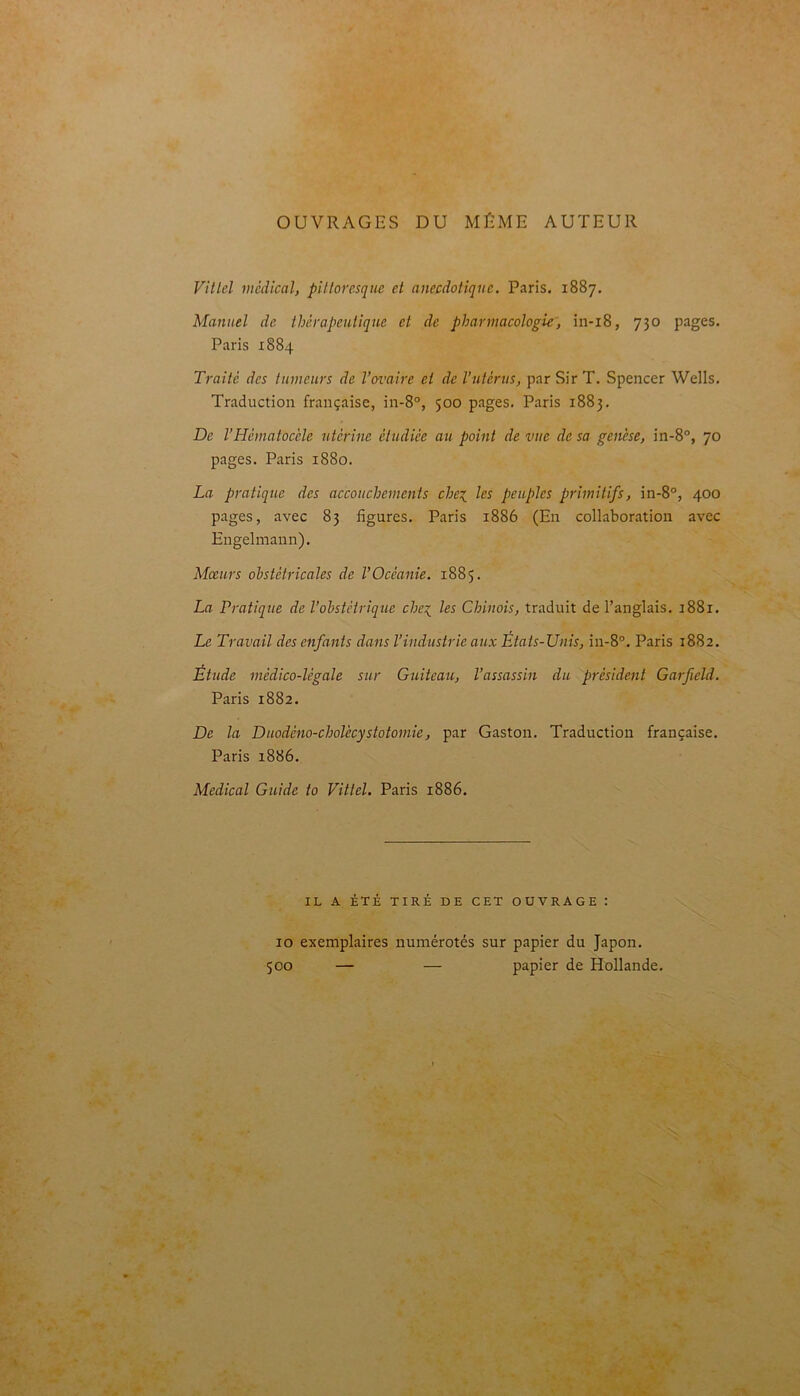 OUVRAGES DU MÊME AUTEUR
Vittel médical, pittoresque et anecdotique. Paris. 1887.
Manuel de thérapeutique et de pharmacologie, in-18, 730 pages.
Paris 1884
Traité des tumeurs de l'ovaire et de l'utérus, par Sir T. Spencer Wells.
Traduction française, in-8°, 500 pages. Paris 1883.
De l'Hématocèle utérine étudiée au point de vue de sa genèse, in-8°, 70
pages. Paris 1880.
La pratique des accouchements chez les peuples primitifs, in-8°, 400
pages, avec 83 figures. Paris 1886 (En collaboration avec
Engelmann).
Mœurs obstétricales de l'Océanie. 1885.
La Pratique de l'obstétrique chez les Chinois, traduit de l'anglais. 1881.
Le Travail des enfants dans l'industrie aux États-Unis, in-8°. Paris 1882.
Étude médico-légale sur Guiteau, l'assassin du président Garfield.
Paris 1882.
De la Duodéno-cholécystotomie, par Gaston. Traduction française.
Paris 1886.
Medical Guide to Vittel. Paris 1886.
IL A ÉTÉ TIRÉ DE CET OUVRAGE :
10 exemplaires numérotés sur papier du Japon.
500 — — papier de Hollande.